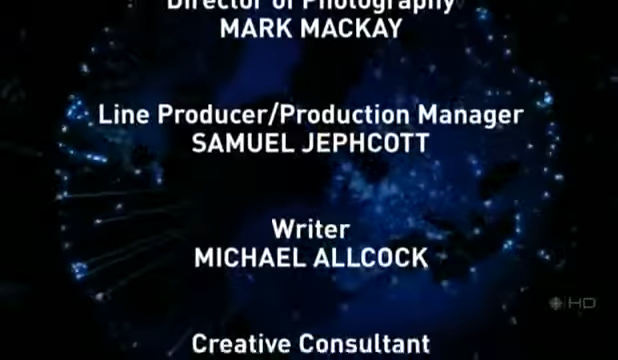 Director of Photography
MARK MACKAY
Line Producer/Production Manager
SAMUEL JEPHCOTT
Writer
MICHAEL ALLCOCK
HD
Creative Consultant